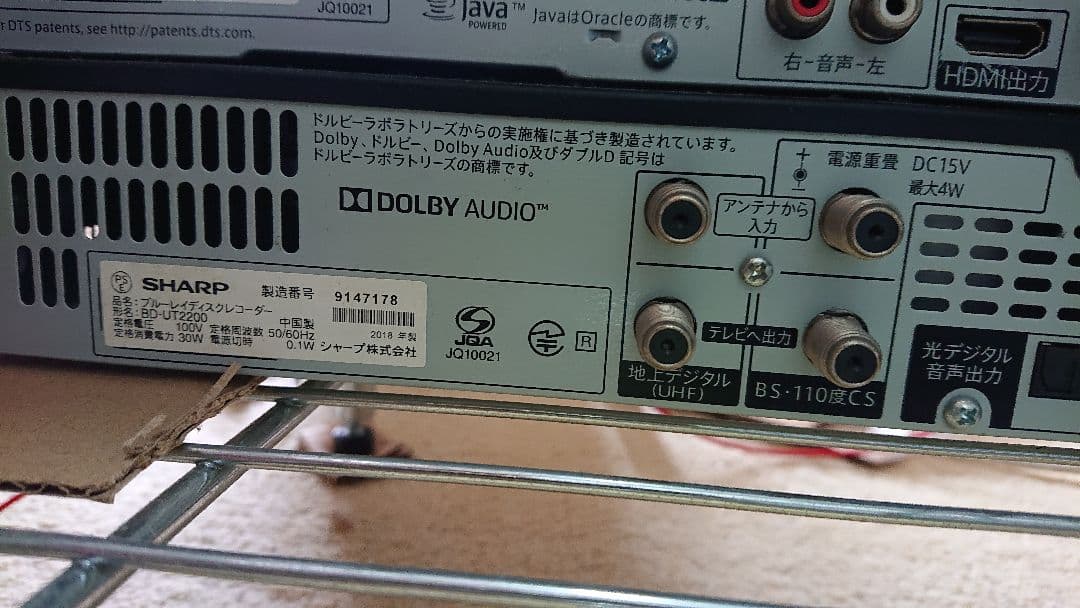 JQ10021
r DTS patents, see http://patents.dts.com.
Java™
POWERED
JavaはOracleの商標です。
右-音声-左
HDMI出力
ドルビーラボラトリーズからの実施権に基づき製造されています。
Dolby、ドルビー、Dolby Audio及びダブルD 記号は
ドルビーラボラトリーズの商標です。
DOLBY AUDIO™
電源重畳 DC15V
最大4W
アンテナから
入力
テレビへ出力
地上デジタル
(UHF)
BS・110度CS
光デジタル
音声出力
PSE
SHARP 製造番号 9147178
品名:ブルーレイディスクレコーダー
形名:BD-UT2200 中国製
定格電圧 100V 定格周波数 50/60Hz 2018 年製
定格消費電力 30W 電源切時 0.1W シャープ株式会社
JQA
JQ10021
R